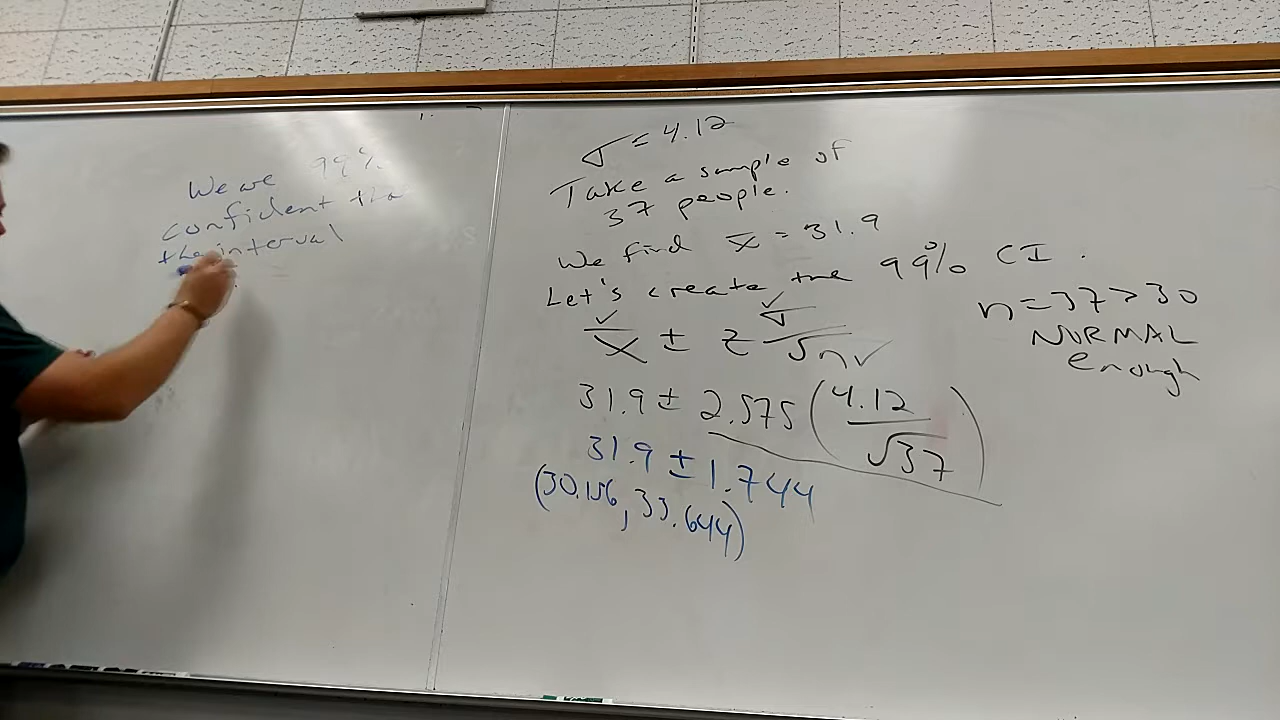 We are 99%
confident tha
the interval
σ = 4.12
Take a sample of
37 people.
We find x̄ = 31.9
Let's create the 99% CI.
n = 37 > 30
NORMAL
enough
x̄ ± z σ/√n
31.9 ± 2.575 (4.12/√37)
31.9 ± 1.744
(30.156, 33.644)